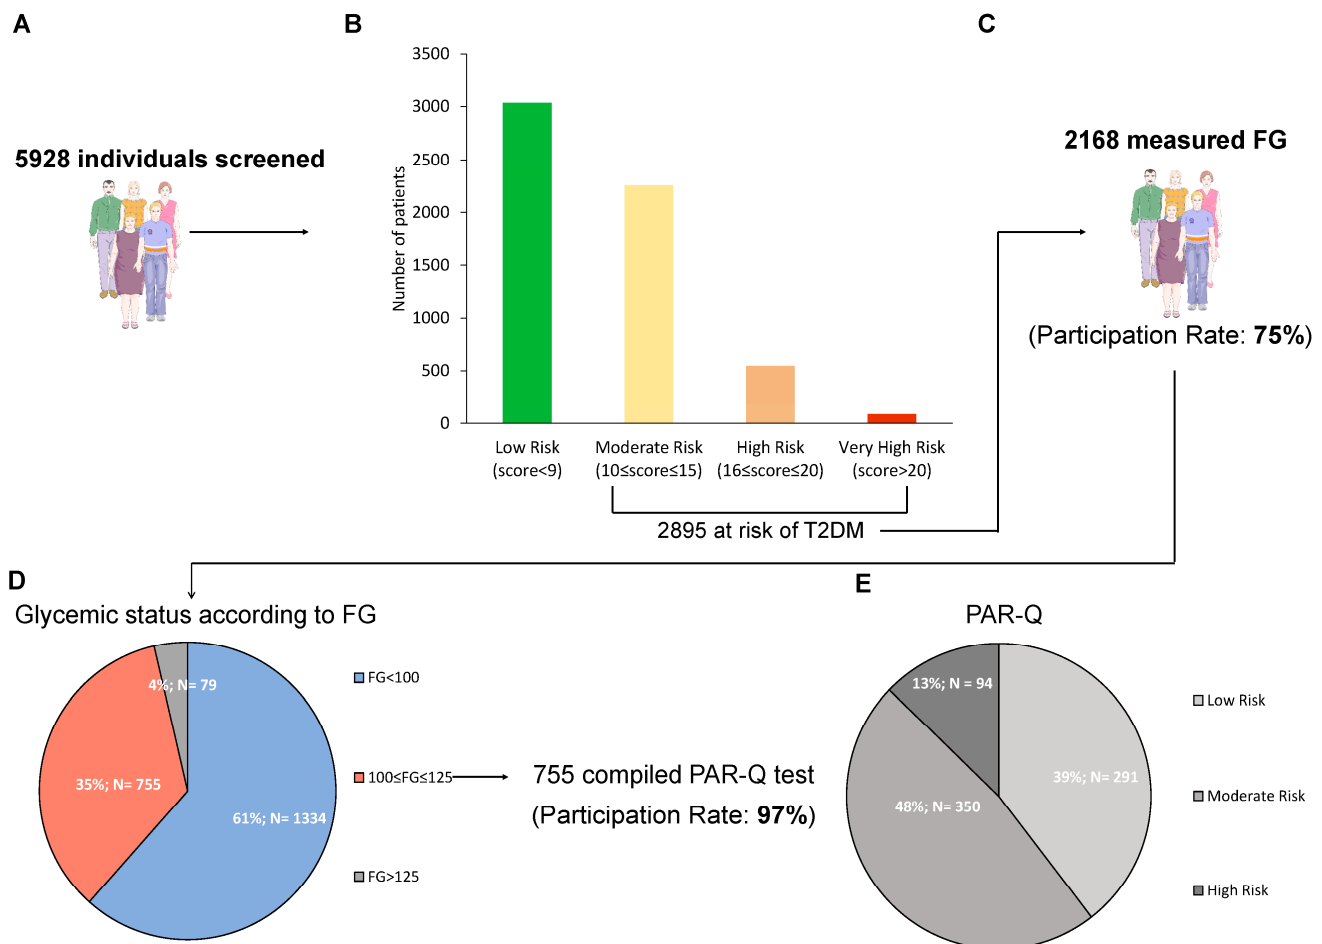 A
B
C
5928 individuals screened
3500
3000
2500
2000
1500
1000
500
0
Number of patients
Low Risk
(score<9)
Moderate Risk
(10≤score≤15)
High Risk
(16≤score≤20)
Very High Risk
(score>20)
2895 at risk of T2DM
2168 measured FG
(Participation Rate: 75%)
D
Glycemic status according to FG
4%; N= 79
35%; N= 755
61%; N= 1334
FG<100
100≤FG≤125
FG>125
755 compiled PAR-Q test
(Participation Rate: 97%)
E
PAR-Q
13%; N = 94
39%; N= 291
48%; N= 350
Low Risk
Moderate Risk
High Risk